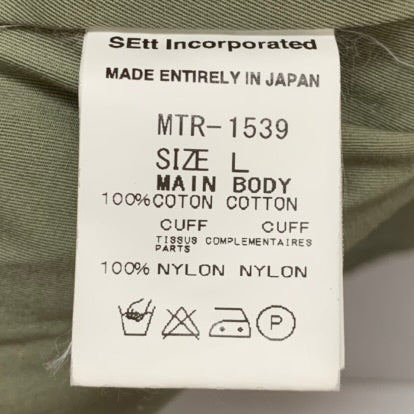 SEtt Incorporated
MADE ENTIRELY IN JAPAN
MTR-1539
SIZE L
MAIN BODY
100%COTON COTTON
CUFF CUFF
TISSUS COMPLEMENTAIRES
PARTS
100% NYLON NYLON
P